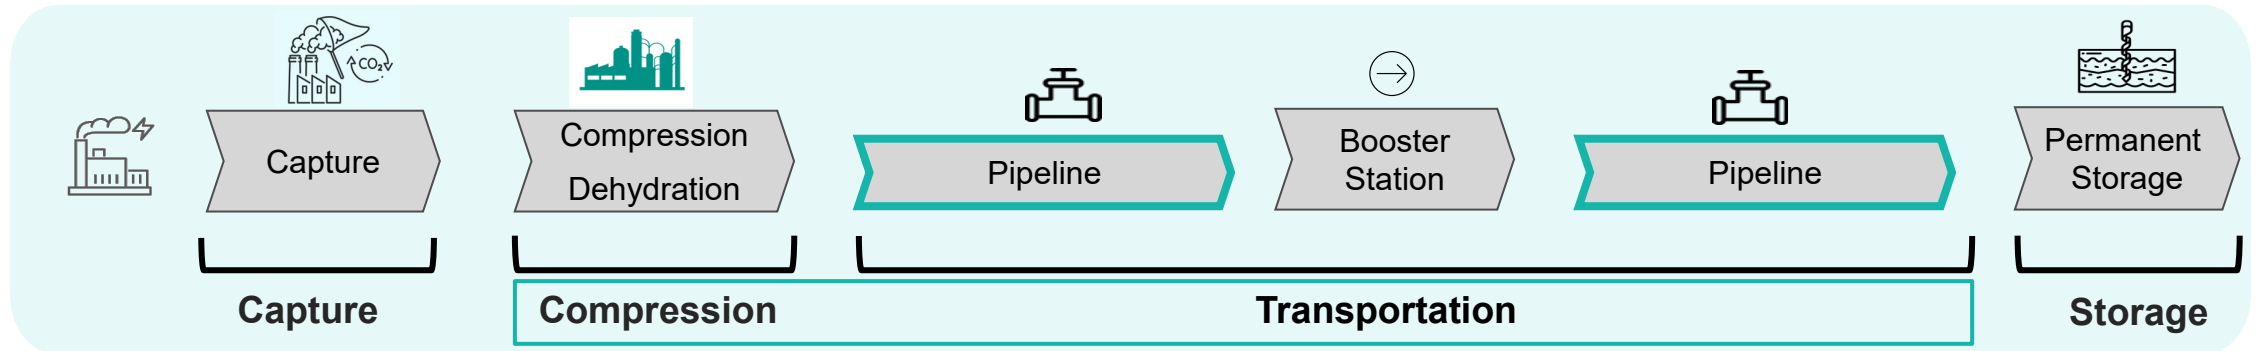 CO₂
Capture
Compression
Dehydration
Pipeline
Booster
Station
Pipeline
Permanent
Storage
Capture
Compression
Transportation
Storage